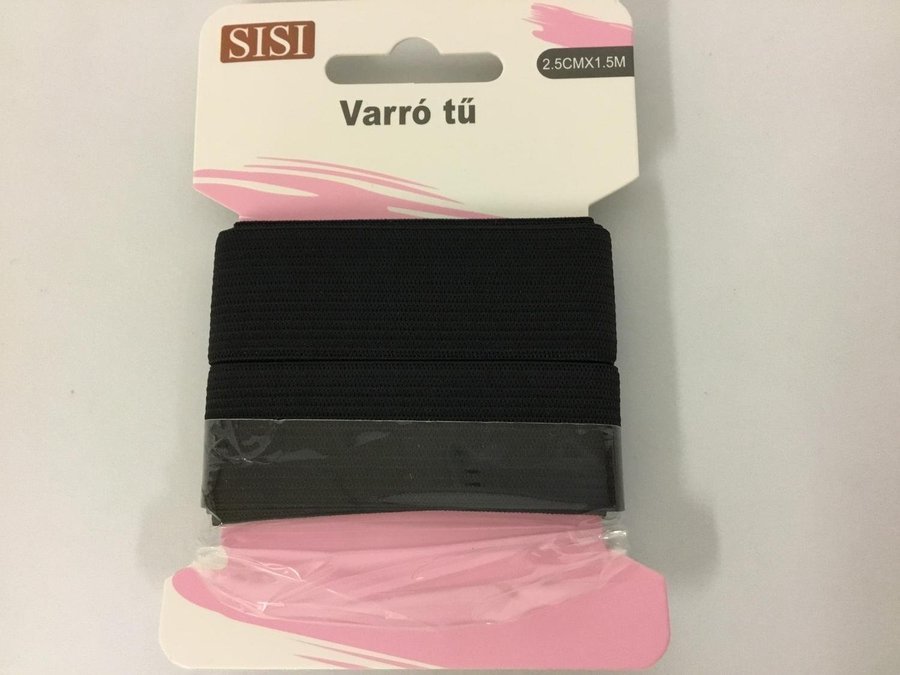 SISI
2.5CMX1.5M
Varró tű